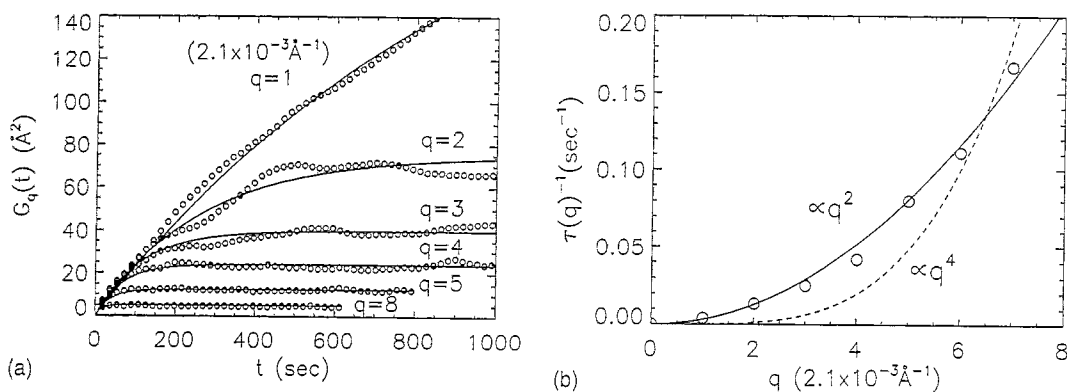 140
120
100
80
60
40
20
0
G_q(t) (Å²)
(2.1x10⁻³Å⁻¹)
q=1
q=2
q=3
q=4
q=5
q=8
0 200 400 600 800 1000
t (sec)
(a)
0.20
0.15
0.10
0.05
0.00
τ(q)⁻¹(sec⁻¹)
∝q²
∝q⁴
0 2 4 6 8
q (2.1x10⁻³Å⁻¹)
(b)